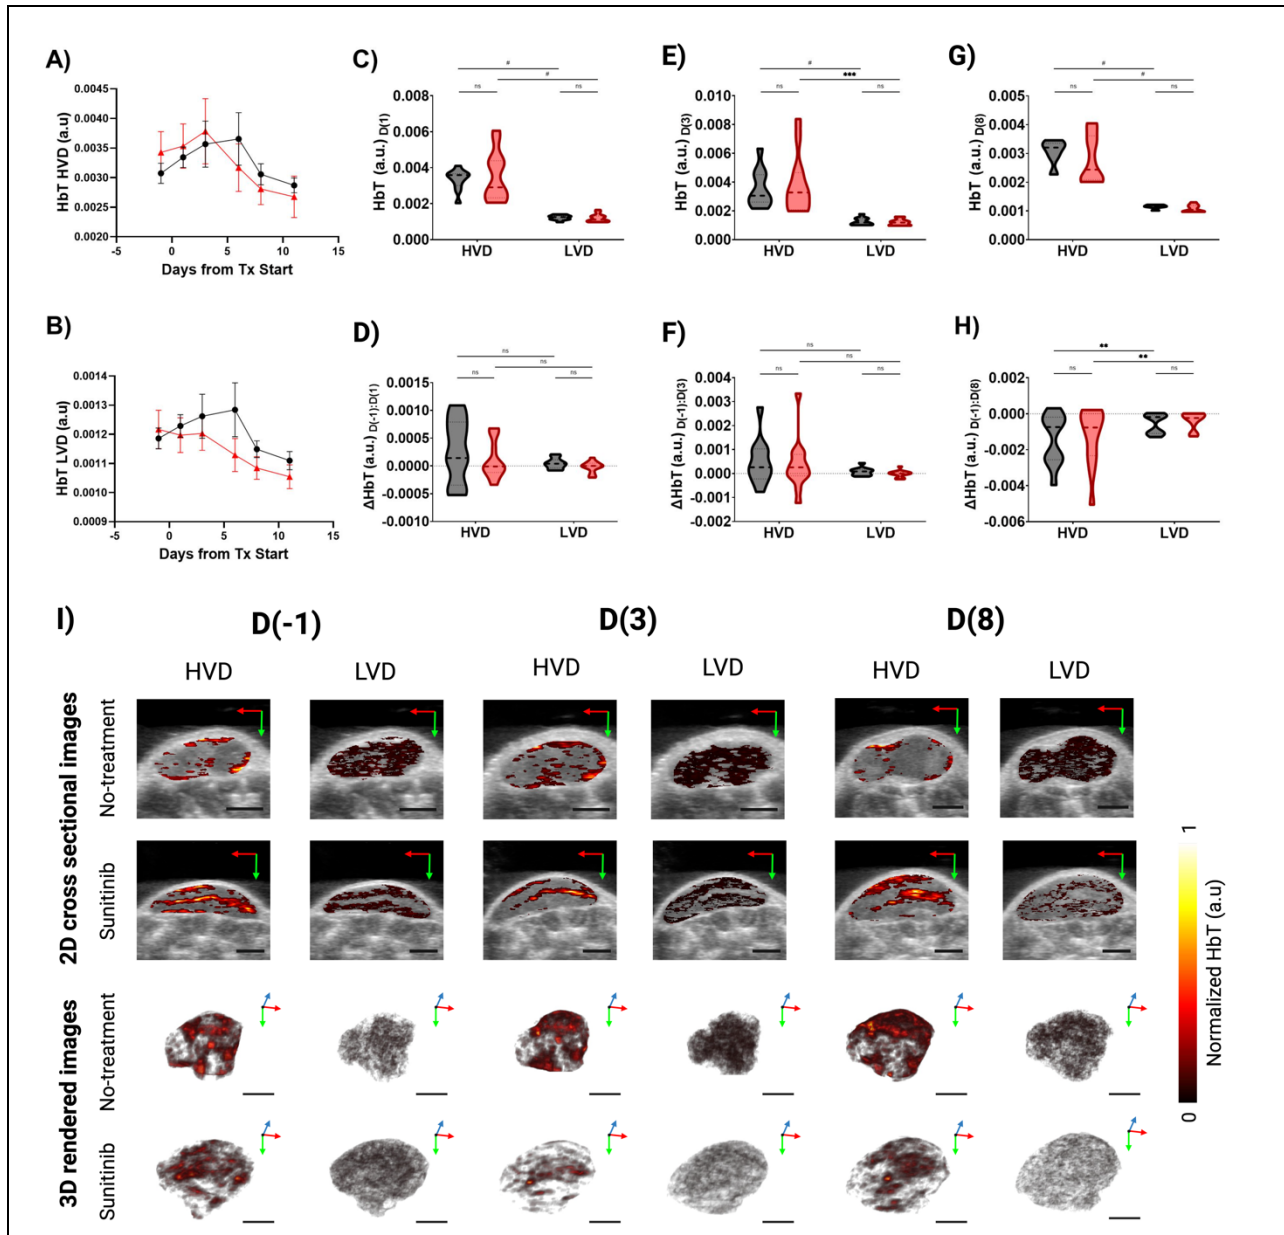 A)
HbT HVD (a.u)
0.0045
0.0040
0.0035
0.0030
0.0025
0.0020
-5 0 5 10 15
Days from Tx Start
C)
# #
ns ns
HbT (a.u.) D(1)
0.008
0.006
0.004
0.002
0.000
HVD LVD
E)
# ***
ns ns
HbT (a.u.) D(3)
0.010
0.008
0.006
0.004
0.002
0.000
HVD LVD
G)
# #
ns ns
HbT (a.u.) D(8)
0.005
0.004
0.003
0.002
0.001
0.000
HVD LVD
B)
HbT LVD (a.u)
0.0014
0.0013
0.0012
0.0011
0.0010
0.0009
-5 0 5 10 15
Days from Tx Start
D)
ns ns
ns ns
ΔHbT (a.u.) D(-1):D(1)
0.0015
0.0010
0.0005
0.0000
-0.0005
-0.0010
HVD LVD
F)
ns ns
ns ns
ΔHbT (a.u.) D(-1):D(3)
0.004
0.003
0.002
0.001
0.000
-0.001
-0.002
HVD LVD
H)
** **
ns ns
ΔHbT (a.u.) D(-1):D(8)
0.002
0.000
-0.002
-0.004
-0.006
HVD LVD
I)
D(-1) D(3) D(8)
HVD LVD HVD LVD HVD LVD
2D cross sectional images
No-treatment
Sunitinib
3D rendered images
No-treatment
Sunitinib
1
Normalized HbT (a.u)
0